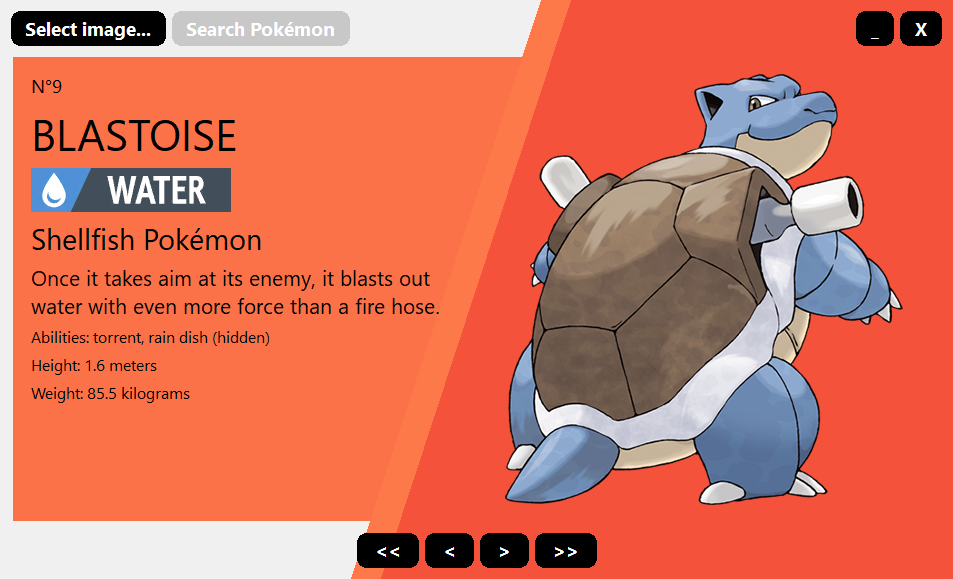 Select image...
Search Pokémon
_
X
N°9
BLASTOISE
WATER
Shellfish Pokémon
Once it takes aim at its enemy, it blasts out
water with even more force than a fire hose.
Abilities: torrent, rain dish (hidden)
Height: 1.6 meters
Weight: 85.5 kilograms
<<
<
>
>>